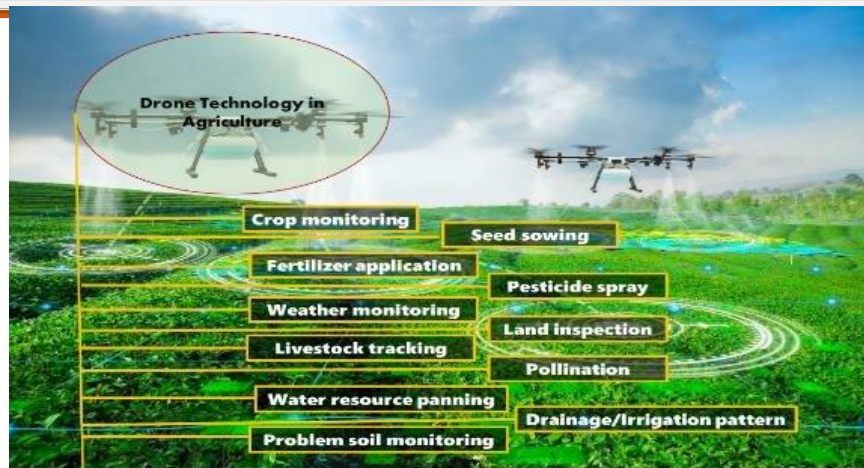 Drone Technology in
Agriculture
Crop monitoring
Seed sowing
Fertilizer application
Pesticide spray
Weather monitoring
Land inspection
Livestock tracking
Pollination
Water resource panning
Drainage/Irrigation pattern
Problem soil monitoring